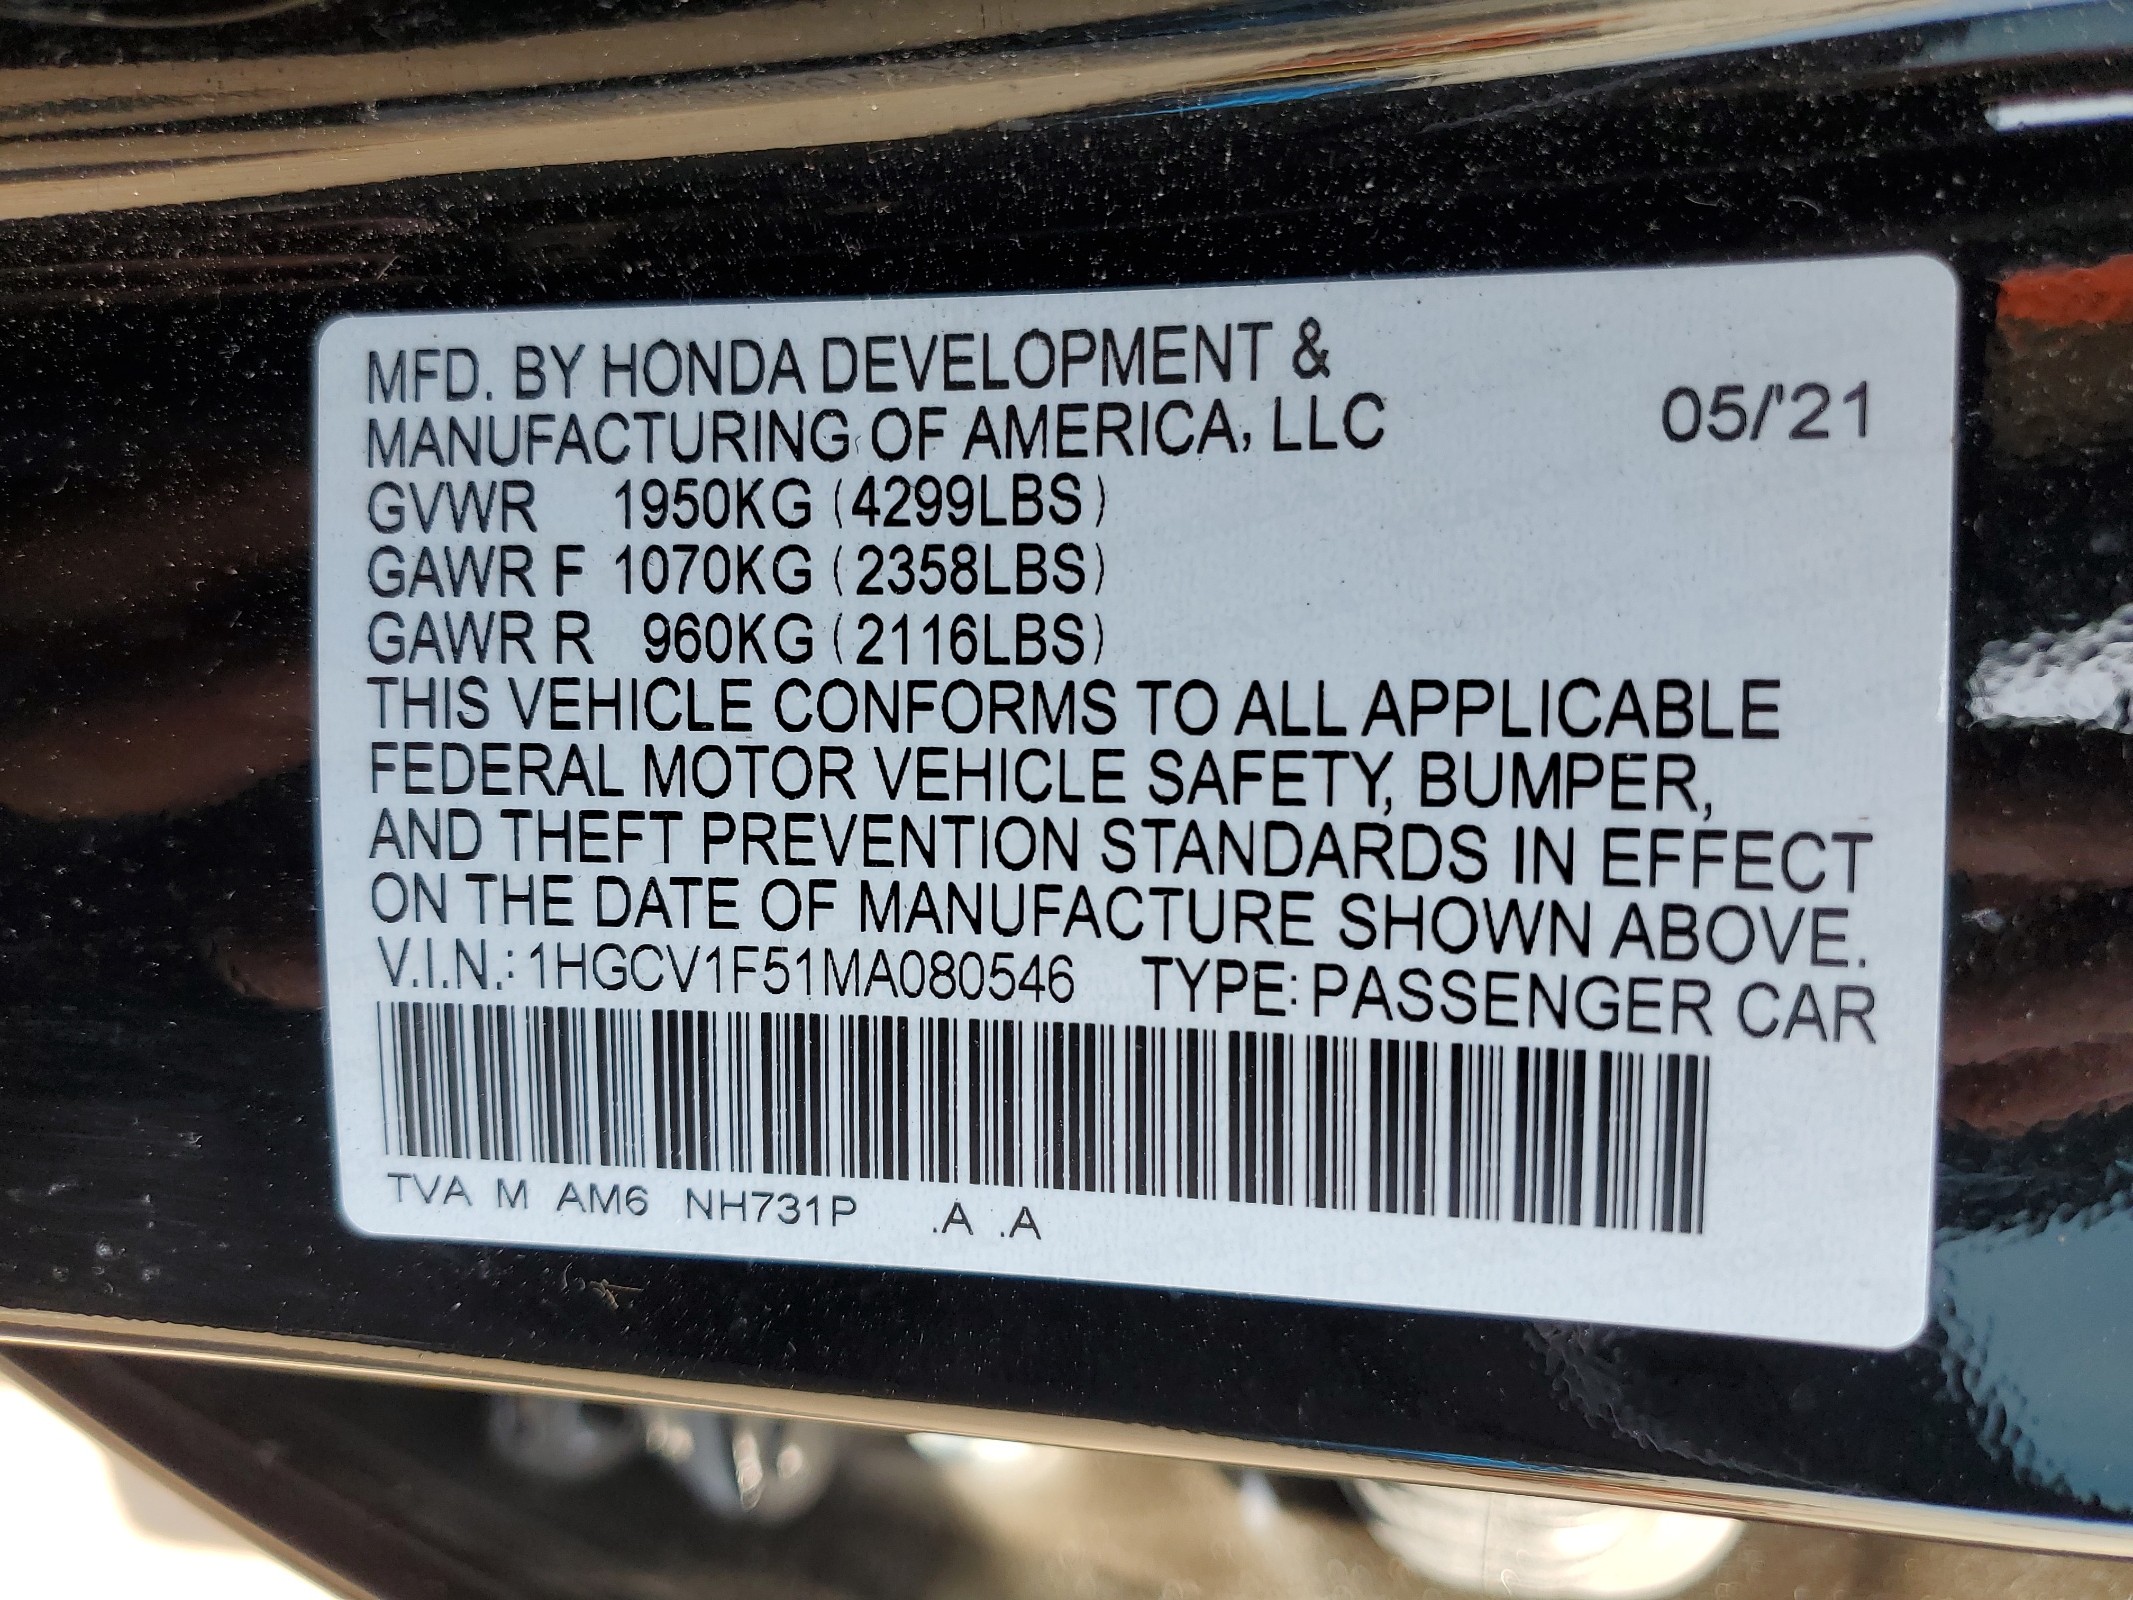 MFD. BY HONDA DEVELOPMENT &
MANUFACTURING OF AMERICA, LLC 05/'21
GVWR 1950KG (4299LBS)
GAWR F 1070KG (2358LBS)
GAWR R 960KG (2116LBS)
THIS VEHICLE CONFORMS TO ALL APPLICABLE
FEDERAL MOTOR VEHICLE SAFETY, BUMPER,
AND THEFT PREVENTION STANDARDS IN EFFECT
ON THE DATE OF MANUFACTURE SHOWN ABOVE.
V.I.N.: 1HGCV1F51MA080546 TYPE: PASSENGER CAR
TVA M AM6 NH731P .A .A